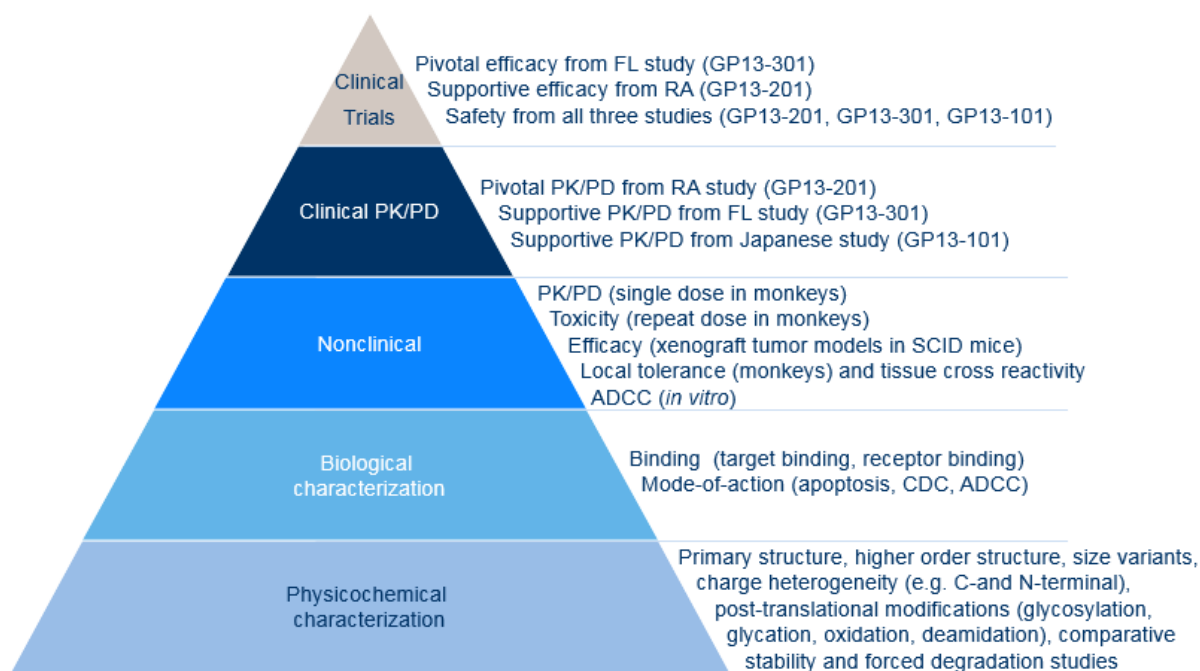 Clinical
Trials
Pivotal efficacy from FL study (GP13-301)
Supportive efficacy from RA (GP13-201)
Safety from all three studies (GP13-201, GP13-301, GP13-101)
Clinical PK/PD
Pivotal PK/PD from RA study (GP13-201)
Supportive PK/PD from FL study (GP13-301)
Supportive PK/PD from Japanese study (GP13-101)
Nonclinical
PK/PD (single dose in monkeys)
Toxicity (repeat dose in monkeys)
Efficacy (xenograft tumor models in SCID mice)
Local tolerance (monkeys) and tissue cross reactivity
ADCC (in vitro)
Biological
characterization
Binding (target binding, receptor binding)
Mode-of-action (apoptosis, CDC, ADCC)
Physicochemical
characterization
Primary structure, higher order structure, size variants,
charge heterogeneity (e.g. C-and N-terminal),
post-translational modifications (glycosylation,
glycation, oxidation, deamidation), comparative
stability and forced degradation studies